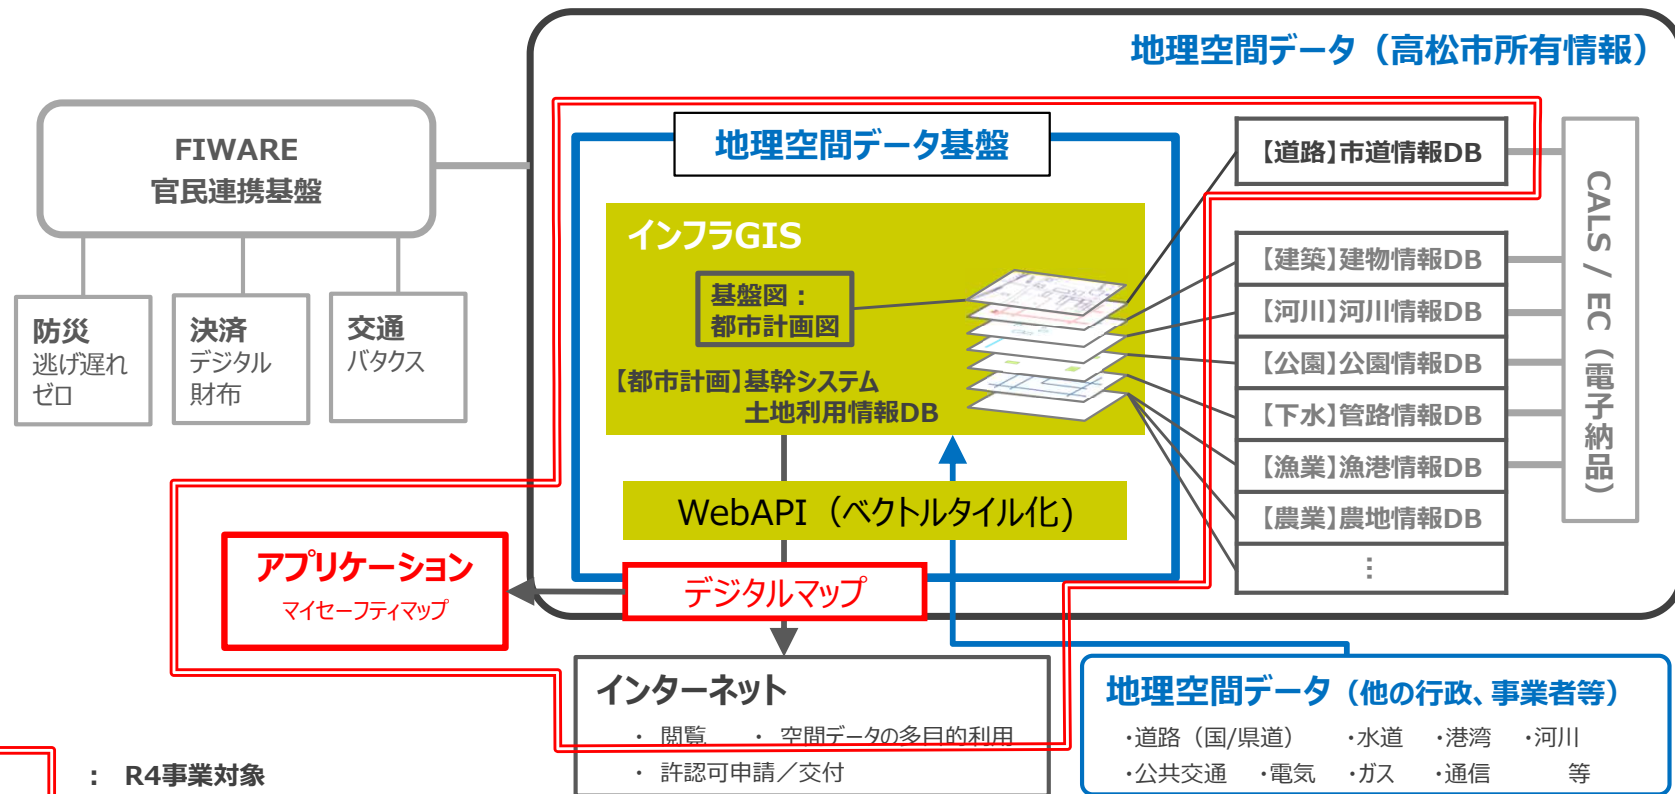 地理空間データ（高松市所有情報）
FIWARE
官民連携基盤
防災
逃げ遅れ
ゼロ
決済
デジタル
財布
交通
バタクス
地理空間データ基盤
インフラGIS
基盤図：
都市計画図
【都市計画】基幹システム
土地利用情報DB
WebAPI（ベクトルタイル化）
デジタルマップ
アプリケーション
マイセーフティマップ
【道路】市道情報DB
【建築】建物情報DB
【河川】河川情報DB
【公園】公園情報DB
【下水】管路情報DB
【漁業】漁港情報DB
【農業】農地情報DB
⋮
CALS / EC（電子納品）
インターネット
・ 閲覧 ・ 空間データの多目的利用
・ 許認可申請／交付
地理空間データ（他の行政、事業者等）
・道路（国/県道） ・水道 ・港湾 ・河川
・公共交通 ・電気 ・ガス ・通信 等
： R4事業対象